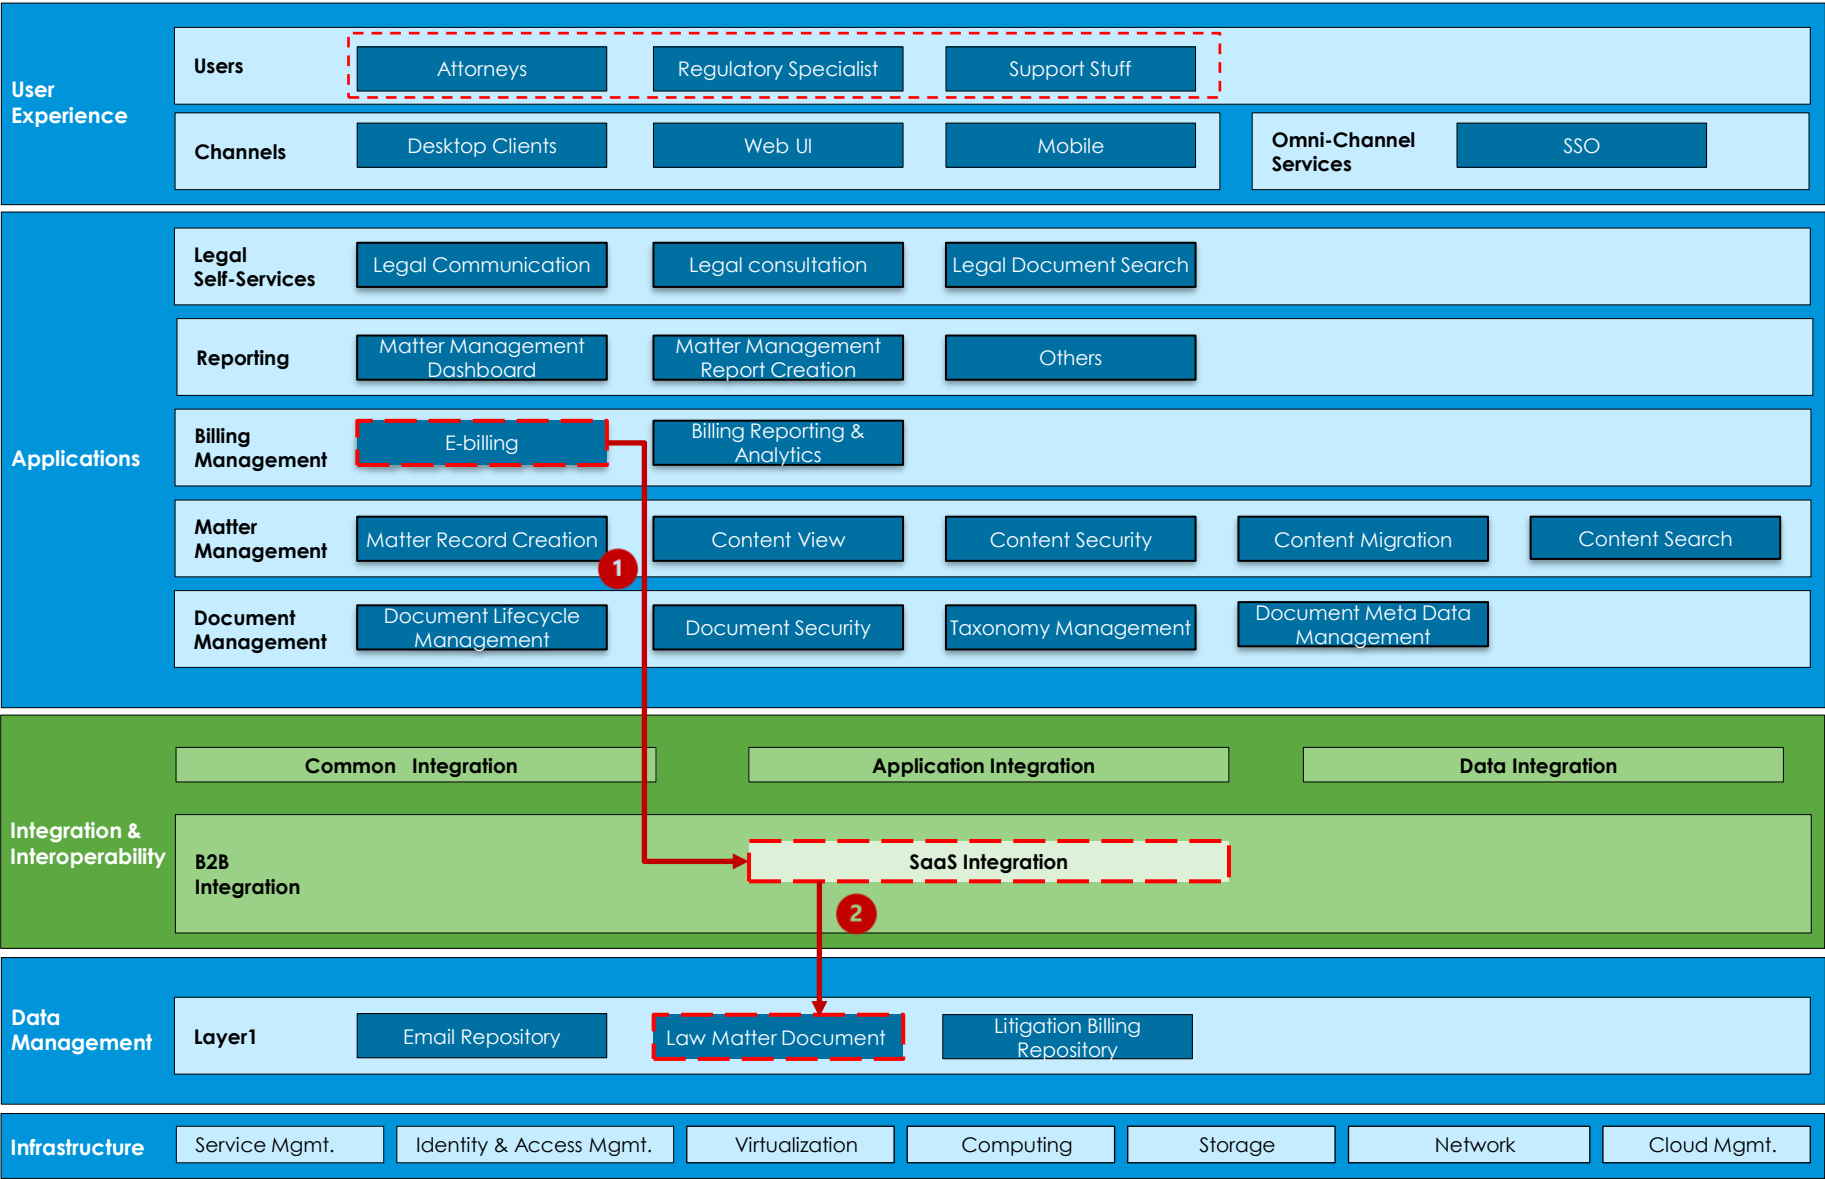 User
Experience
Users
Attorneys
Regulatory Specialist
Support Stuff
Channels
Desktop Clients
Web UI
Mobile
Omni-Channel
Services
SSO
Applications
Legal
Self-Services
Legal Communication
Legal consultation
Legal Document Search
Reporting
Matter Management
Dashboard
Matter Management
Report Creation
Others
Billing
Management
E-billing
Billing Reporting &
Analytics
Matter
Management
Matter Record Creation
Content View
Content Security
Content Migration
Content Search
1
Document
Management
Document Lifecycle
Management
Document Security
Taxonomy Management
Document Meta Data
Management
Integration &
Interoperability
Common Integration
Application Integration
Data Integration
B2B
Integration
SaaS Integration
2
Data
Management
Layer1
Email Repository
Law Matter Document
Litigation Billing
Repository
Infrastructure
Service Mgmt.
Identity & Access Mgmt.
Virtualization
Computing
Storage
Network
Cloud Mgmt.